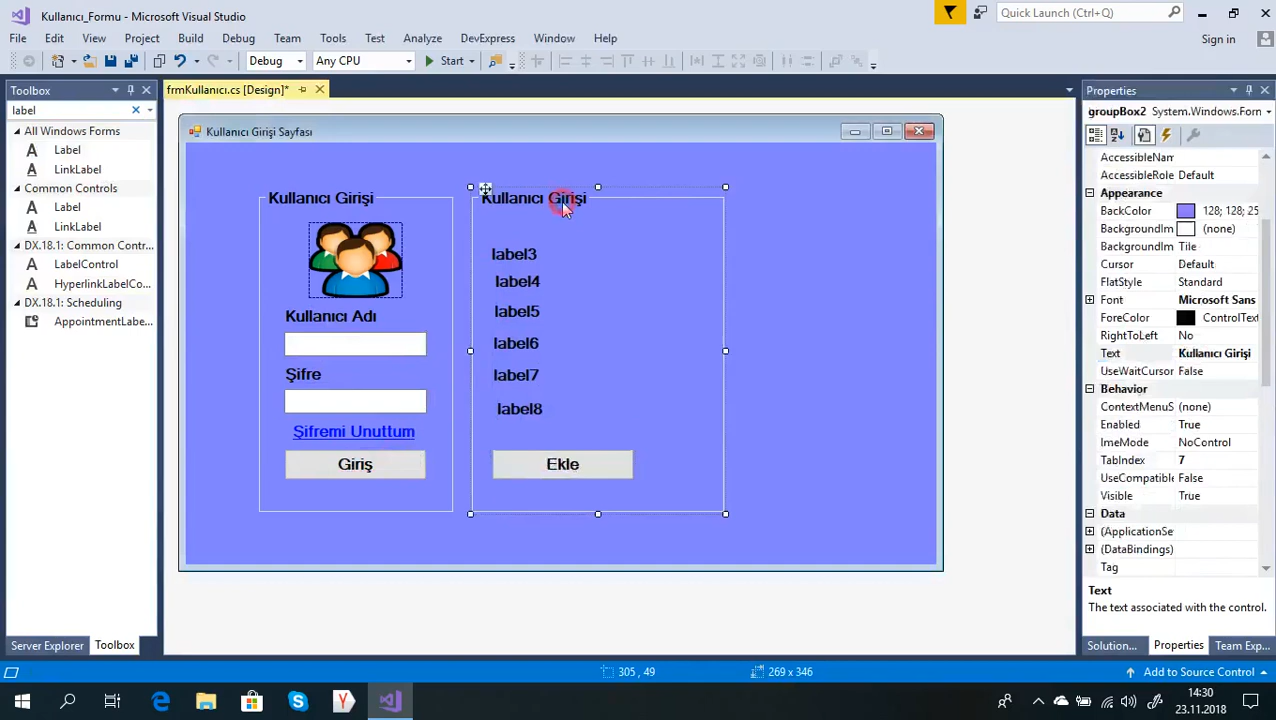 Kullanıcı_Formu - Microsoft Visual Studio
Quick Launch (Ctrl+Q)
File Edit View Project Build Debug Team Tools Test Analyze DevExpress Window Help
Sign in
Debug Any CPU Start
Toolbox
frmKullanıcı.cs [Design]*
Properties
label
groupBox2 System.Windows.Form
All Windows Forms
Label
LinkLabel
Common Controls
Label
LinkLabel
DX.18.1: Common Contr...
LabelControl
HyperlinkLabelCo...
DX.18.1: Scheduling
AppointmentLabe...
Kullanıcı Girişi Sayfası
Kullanıcı Girişi
Kullanıcı Adı
Şifre
Şifremi Unuttum
Giriş
Kullanıcı Girişi
label3
label4
label5
label6
label7
label8
Ekle
AccessibleNam
AccessibleRole Default
Appearance
BackColor 128; 128; 25
BackgroundIm (none)
BackgroundIm Tile
Cursor Default
FlatStyle Standard
Font Microsoft Sans
ForeColor ControlText
RightToLeft No
Text Kullanıcı Girişi
UseWaitCursor False
Behavior
ContextMenuS (none)
Enabled True
ImeMode NoControl
TabIndex 7
UseCompatible False
Visible True
Data
(ApplicationSe
(DataBindings)
Tag
Text
The text associated with the control.
Server Explorer Toolbox
Solution... Properties Team Exp...
305 , 49
269 x 346
Add to Source Control
14:30
23.11.2018